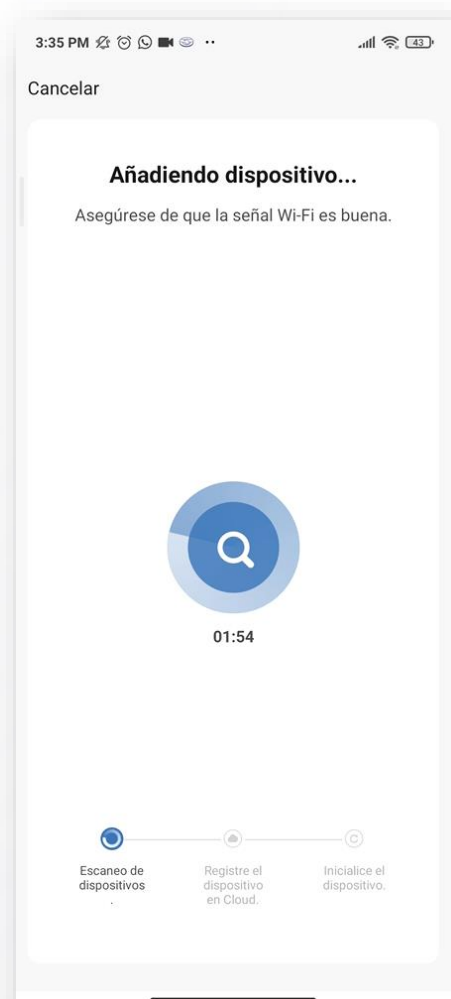 3:35 PM
43
Cancelar
Añadiendo dispositivo...
Asegúrese de que la señal Wi-Fi es buena.
01:54
Escaneo de
dispositivos
.
Registre el
dispositivo
en Cloud.
Inicialice el
dispositivo.